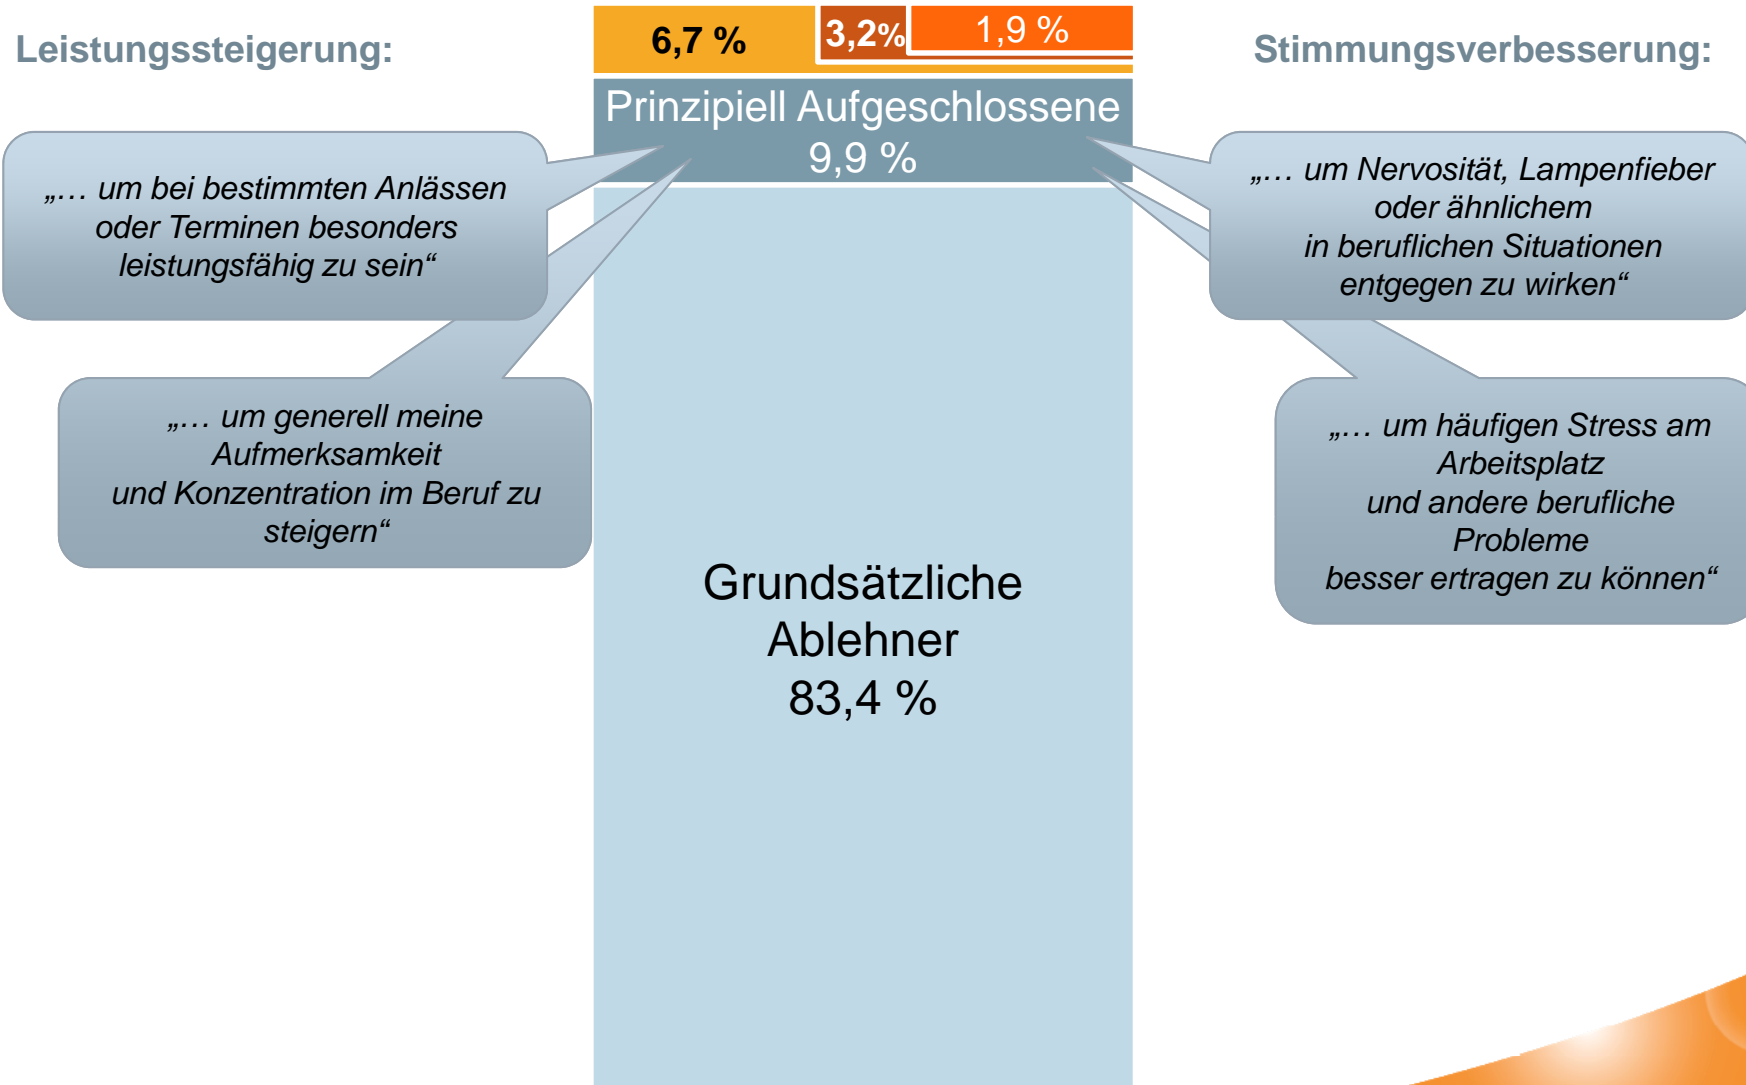 Leistungssteigerung:
6,7 %
3,2%
1,9 %
Stimmungsverbesserung:
Prinzipiell Aufgeschlossene
9,9 %
„… um bei bestimmten Anlässen
oder Terminen besonders
leistungsfähig zu sein“
„… um Nervosität, Lampenfieber
oder ähnlichem
in beruflichen Situationen
entgegen zu wirken“
„… um generell meine
Aufmerksamkeit
und Konzentration im Beruf zu
steigern“
„… um häufigen Stress am
Arbeitsplatz
und andere berufliche
Probleme
besser ertragen zu können“
Grundsätzliche
Ablehner
83,4 %